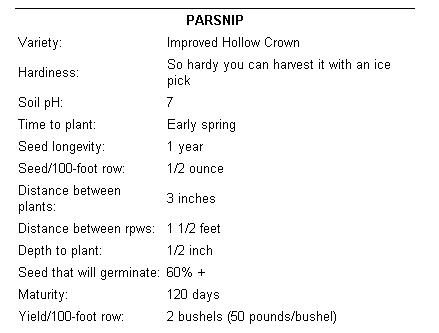 PARSNIP
Variety: Improved Hollow Crown
Hardiness: So hardy you can harvest it with an ice
pick
Soil pH: 7
Time to plant: Early spring
Seed longevity: 1 year
Seed/100-foot row: 1/2 ounce
Distance between
plants: 3 inches
Distance between rpws: 1 1/2 feet
Depth to plant: 1/2 inch
Seed that will germinate: 60% +
Maturity: 120 days
Yield/100-foot row: 2 bushels (50 pounds/bushel)